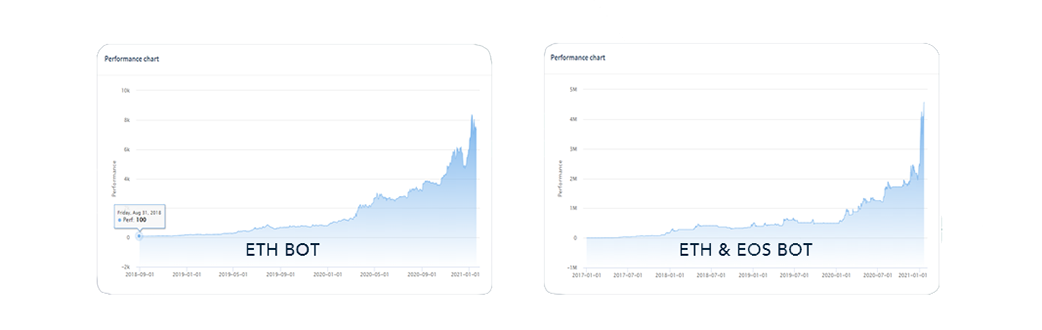 Performance chart
10k
8k
6k
4k
0
-2k
Performance
Friday, Aug 31, 2018
Perf: 100
ETH BOT
2018-09-01 2019-01-01 2019-05-01 2019-09-01 2020-01-01 2020-05-01 2020-09-01 2021-01-01
Performance chart
5M
4M
3M
2M
1M
0
-1M
Performance
ETH & EOS BOT
2017-01-01 2017-07-01 2018-01-01 2018-07-01 2019-01-01 2019-07-01 2020-01-01 2020-07-01 2021-01-01